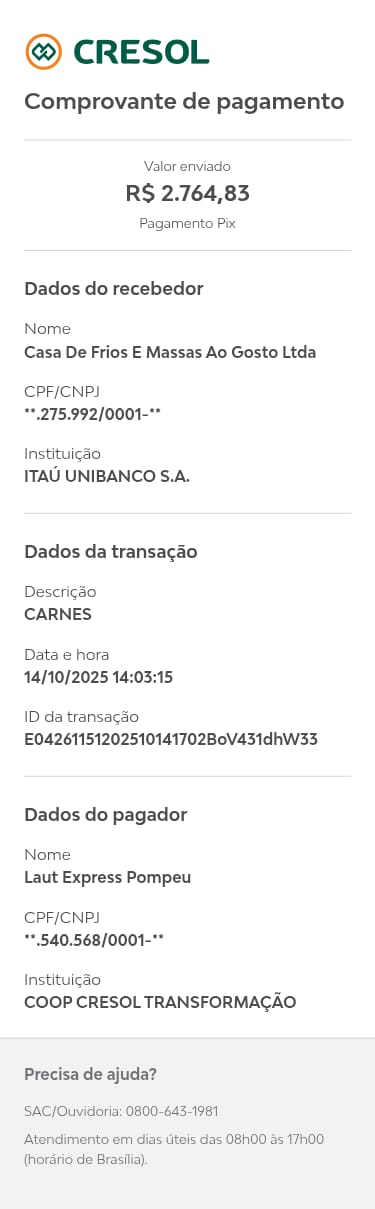 CRESOL
Comprovante de pagamento
Valor enviado
R$ 2.764,83
Pagamento Pix
Dados do recebedor
Nome
Casa De Frios E Massas Ao Gosto Ltda
CPF/CNPJ
**.275.992/0001-**
Instituição
ITAÚ UNIBANCO S.A.
Dados da transação
Descrição
CARNES
Data e hora
14/10/2025 14:03:15
ID da transação
E04261151202510141702BoV431dhW33
Dados do pagador
Nome
Laut Express Pompeu
CPF/CNPJ
**.540.568/0001-**
Instituição
COOP CRESOL TRANSFORMAÇÃO
Precisa de ajuda?
SAC/Ouvidoria: 0800-643-1981
Atendimento em dias úteis das 08h00 às 17h00
(horário de Brasília).